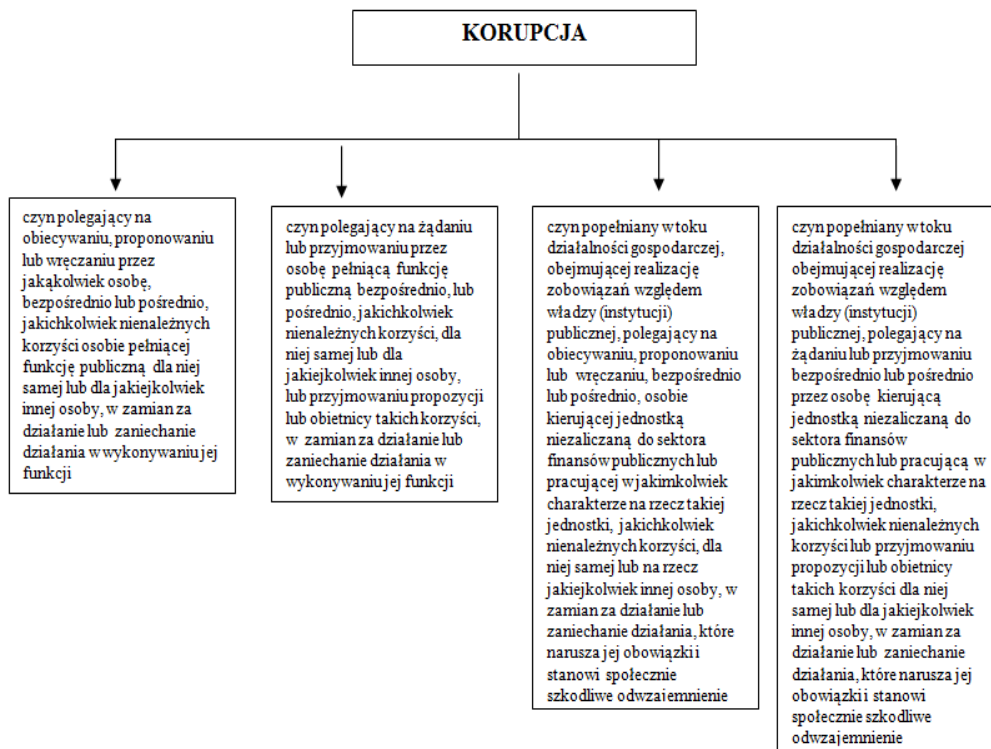 KORUPCJA
czyn polegający na
obiecywaniu, proponowaniu
lub wręczaniu przez
jakąkolwiek osobę,
bezpośrednio lub pośrednio,
jakichkolwiek nienależnych
korzyści osobie pełniącej
funkcję publiczną dla niej
samej lub dla jakiejkolwiek
innej osoby, w zamian za
działanie lub zaniechanie
działania w wykonywaniu jej
funkcji
czyn polegający na żądaniu
lub przyjmowaniu przez
osobę pełniącą funkcję
publiczną bezpośrednio, lub
pośrednio, jakichkolwiek
nienależnych korzyści, dla
niej samej lub dla
jakiejkolwiek innej osoby,
lub przyjmowaniu propozycji
lub obietnicy takich korzyści,
w zamian za działanie lub
zaniechanie działania w
wykonywaniu jej funkcji
czyn popełniany w toku
działalności gospodarczej,
obejmującej realizację
zobowiązań względem
władzy (instytucji)
publicznej, polegający na
obiecywaniu, proponowaniu
lub wręczaniu, bezpośrednio
lub pośrednio, osobie
kierującej jednostką
niezaliczaną do sektora
finansów publicznych lub
pracującej w jakimkolwiek
charakterze na rzecz takiej
jednostki, jakichkolwiek
nienależnych korzyści, dla
niej samej lub na rzecz
jakiejkolwiek innej osoby, w
zamian za działanie lub
zaniechanie działania, które
narusza jej obowiązki i
stanowi społecznie
szkodliwe odwzajemnienie
czyn popełniany w toku
działalności gospodarczej
obejmującej realizację
zobowiązań względem
władzy (instytucji)
publicznej, polegający na
żądaniu lub przyjmowaniu
bezpośrednio lub pośrednio
przez osobę kierującą
jednostką niezaliczaną do
sektora finansów
publicznych lub pracującą w
jakimkolwiek charakterze na
rzecz takiej jednostki,
jakichkolwiek nienależnych
korzyści lub przyjmowaniu
propozycji lub obietnicy
takich korzyści dla niej
samej lub dla jakiejkolwiek
innej osoby, w zamian za
działanie lub zaniechanie
działania, które narusza jej
obowiązki i stanowi
społecznie szkodliwe
odwzajemnienie